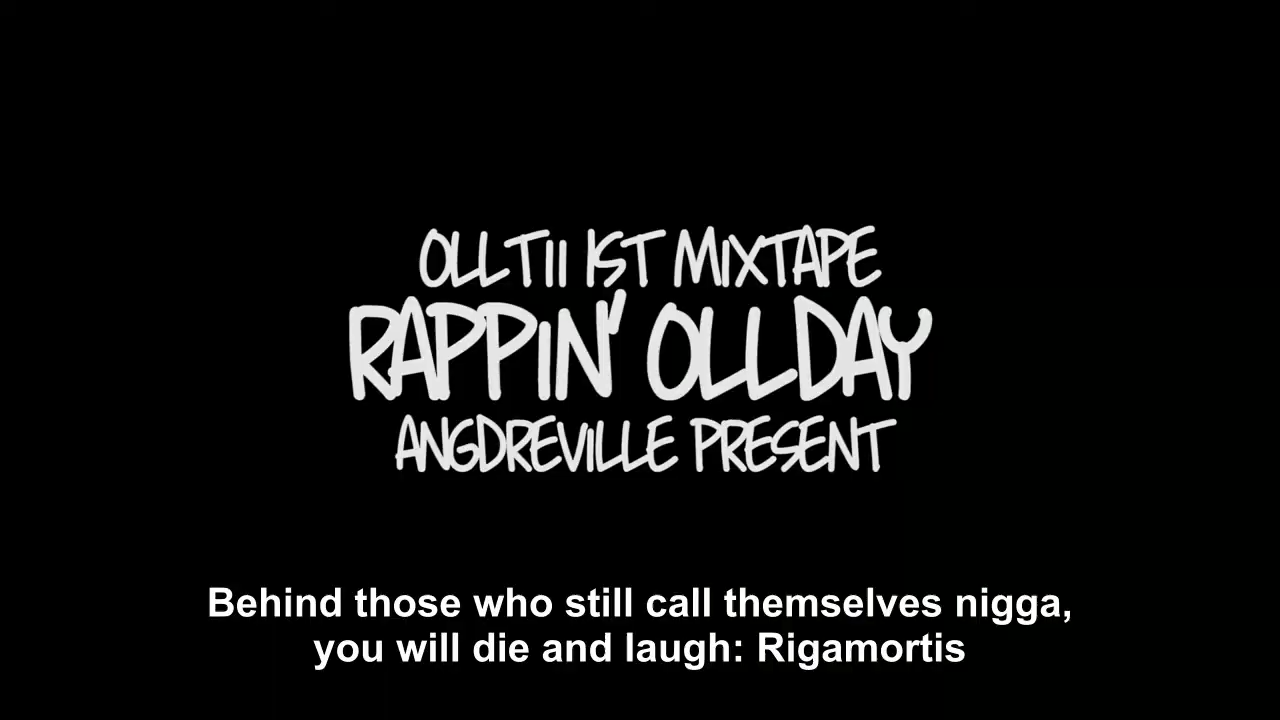 OLLTII 1ST MIXTAPE
RAPPIN' OLLDAY
ANGDREVILLE PRESENT
Behind those who still call themselves nigga,
you will die and laugh: Rigamortis